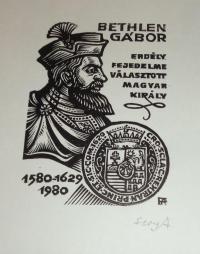 BETHLEN
GÁBOR
ERDÉLY
FEJEDELME
VÁLASZTOTT
MAGYAR
KIRÁLY
1580-1629
1980